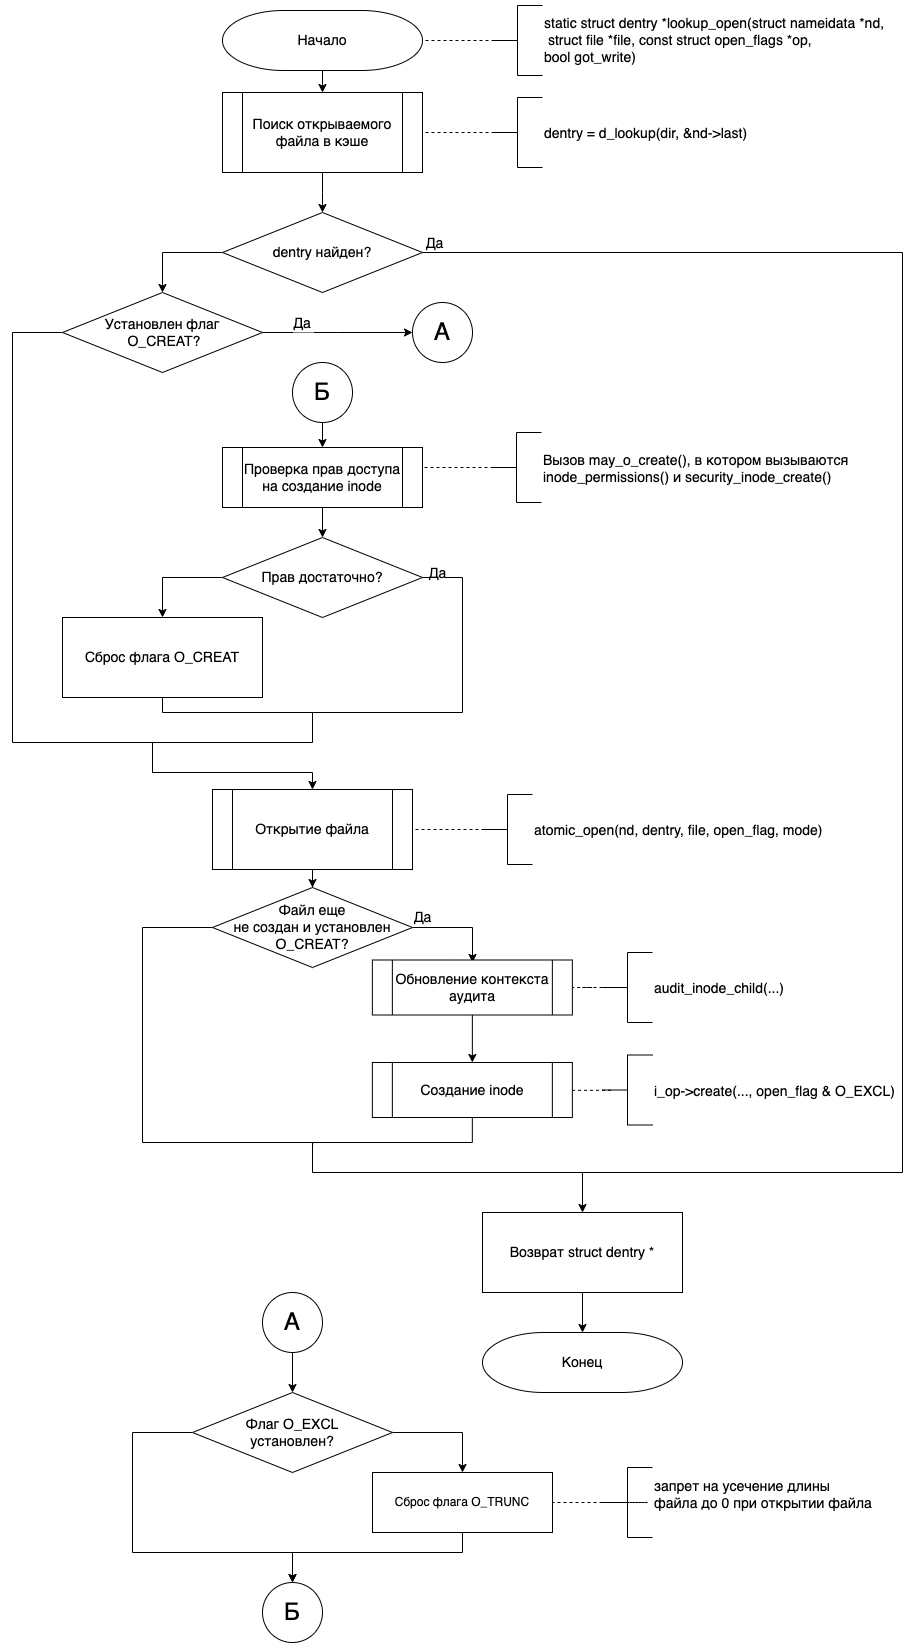 Начало
static struct dentry *lookup_open(struct nameidata *nd,
struct file *file, const struct open_flags *op,
bool got_write)
Поиск открываемого
файла в кэше
dentry = d_lookup(dir, &nd->last)
dentry найден?
Да
Установлен флаг
O_CREAT?
Да
А
Б
Проверка прав доступа
на создание inode
Вызов may_o_create(), в котором вызываются
inode_permissions() и security_inode_create()
Прав достаточно?
Да
Сброс флага O_CREAT
Открытие файла
atomic_open(nd, dentry, file, open_flag, mode)
Файл еще
не создан и установлен
O_CREAT?
Да
Обновление контекста
аудита
audit_inode_child(...)
Создание inode
i_op->create(..., open_flag & O_EXCL)
Возврат struct dentry *
Конец
А
Флаг O_EXCL
установлен?
Сброс флага O_TRUNC
запрет на усечение длины
файла до 0 при открытии файла
Б